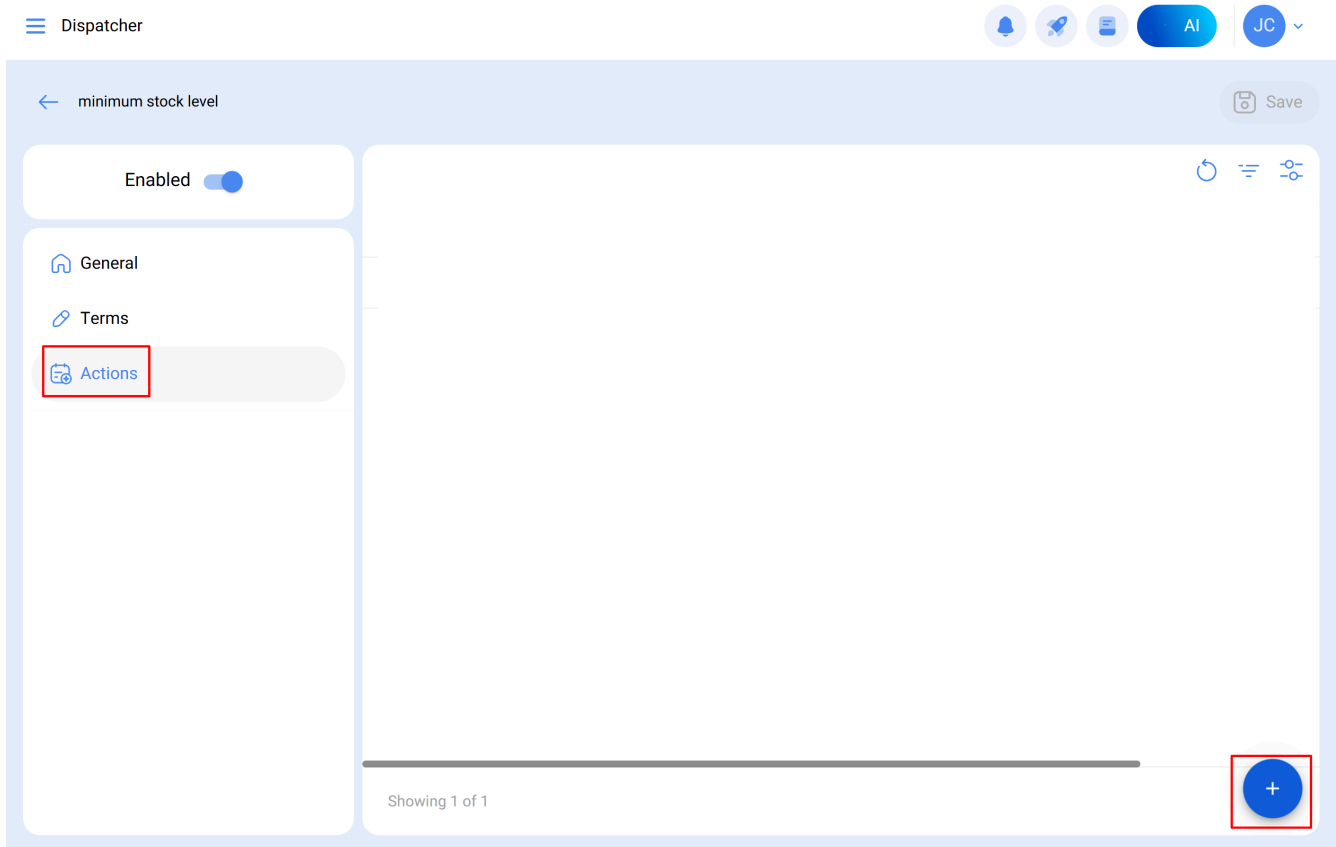 Dispatcher
AI
JC
minimum stock level
Save
Enabled
General
Terms
Actions
Showing 1 of 1
+